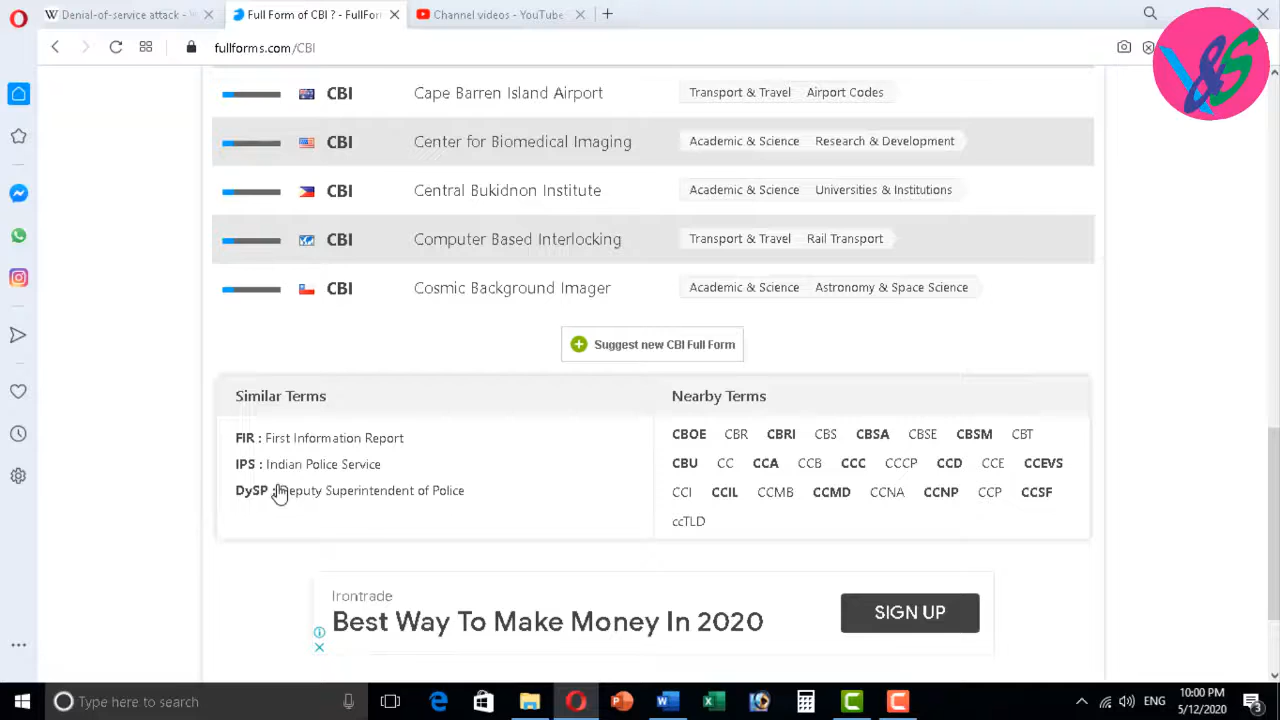 Denial-of-service attack - W
Full Form of CBI ? - FullForm
Channel videos - YouTube
fullforms.com/CBI
CBI Cape Barren Island Airport Transport & Travel Airport Codes
CBI Center for Biomedical Imaging Academic & Science Research & Development
CBI Central Bukidnon Institute Academic & Science Universities & Institutions
CBI Computer Based Interlocking Transport & Travel Rail Transport
CBI Cosmic Background Imager Academic & Science Astronomy & Space Science
Suggest new CBI Full Form
Similar Terms
FIR : First Information Report
IPS : Indian Police Service
DySP : Deputy Superintendent of Police
Nearby Terms
CBOE CBR CBRI CBS CBSA CBSE CBSM CBT
CBU CC CCA CCB CCC CCCP CCD CCE CCEVS
CCI CCIL CCMB CCMD CCNA CCNP CCP CCSF
ccTLD
Irontrade
Best Way To Make Money In 2020
SIGN UP
Type here to search
ENG
10:00 PM
5/12/2020
3